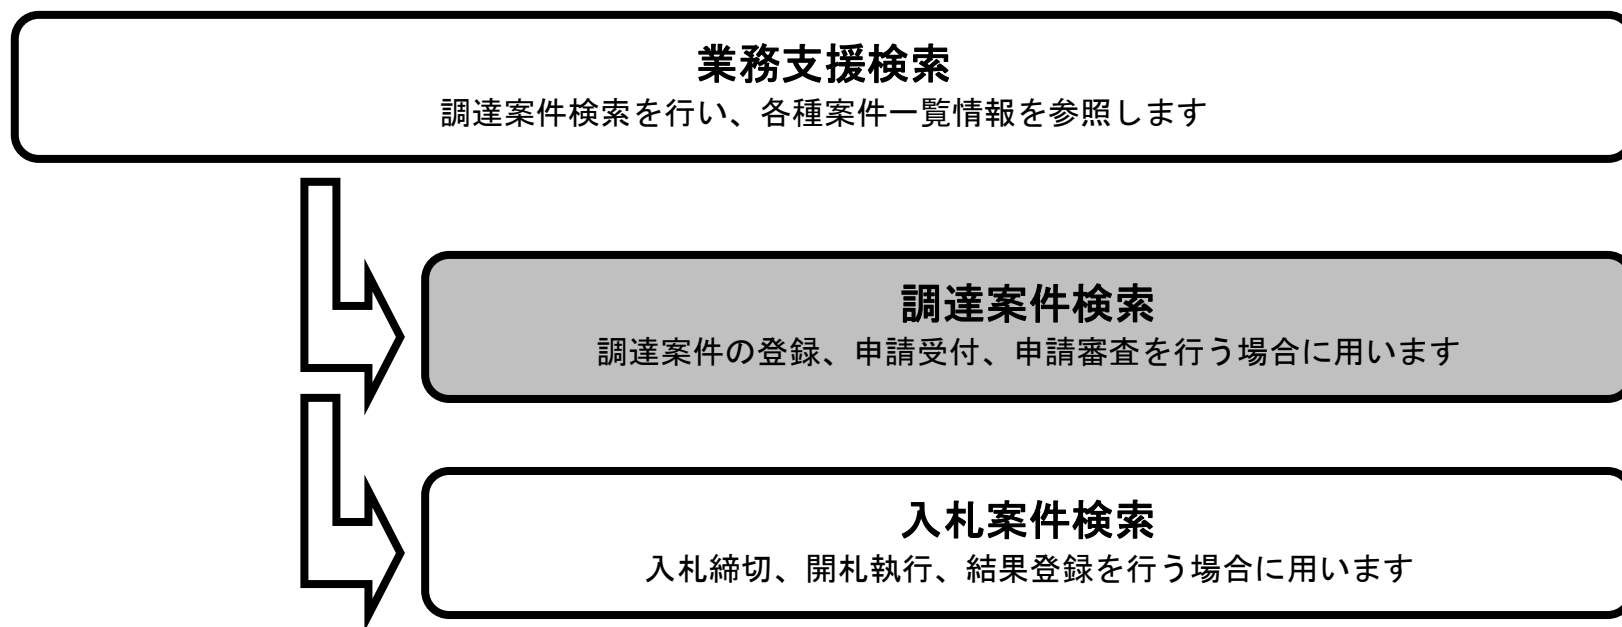 業務支援検索
調達案件検索を行い、各種案件一覧情報を参照します
調達案件検索
調達案件の登録、申請受付、申請審査を行う場合に用います
入札案件検索
入札締切、開札執行、結果登録を行う場合に用います